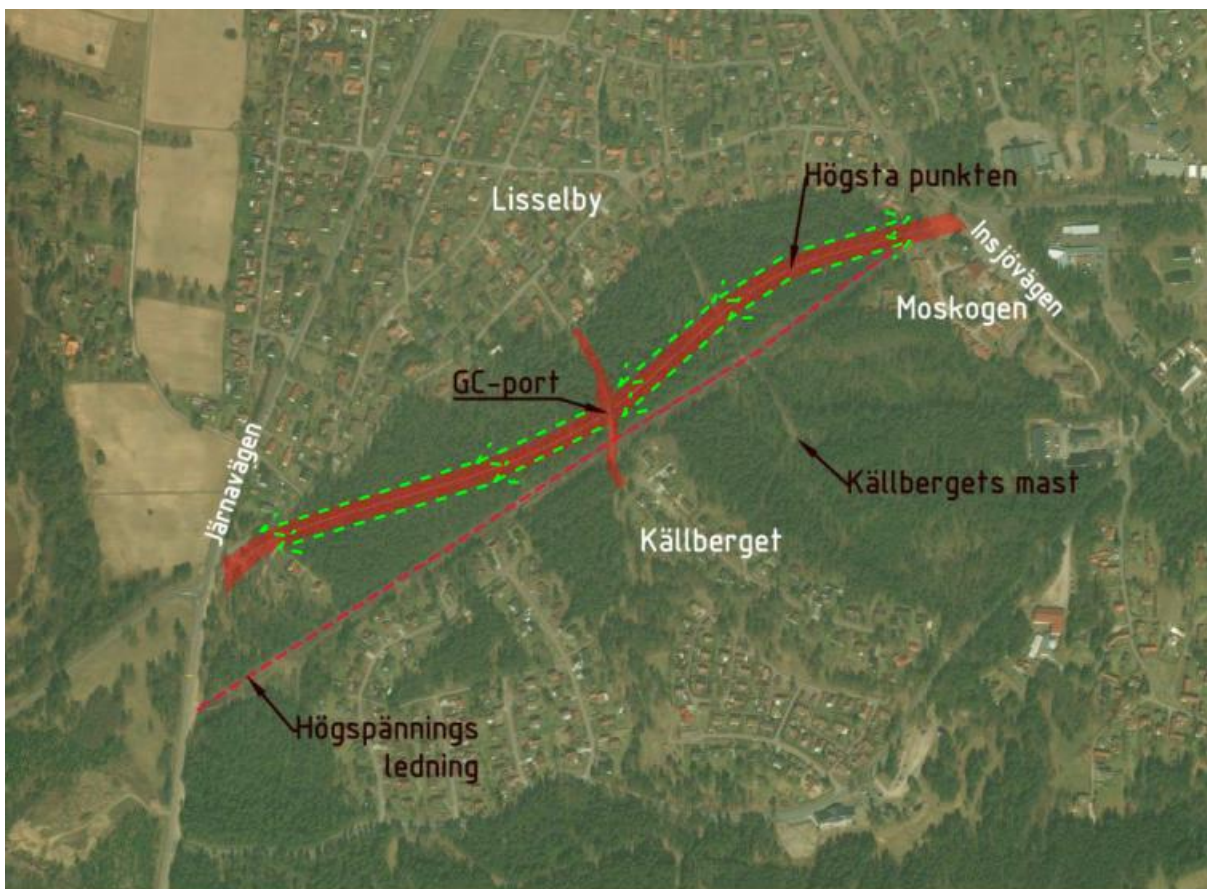 Högsta punkten
Lisselby
Insjövägen
Moskogen
GC-port
Källbergets mast
Järnavägen
Källberget
Högspännings
ledning